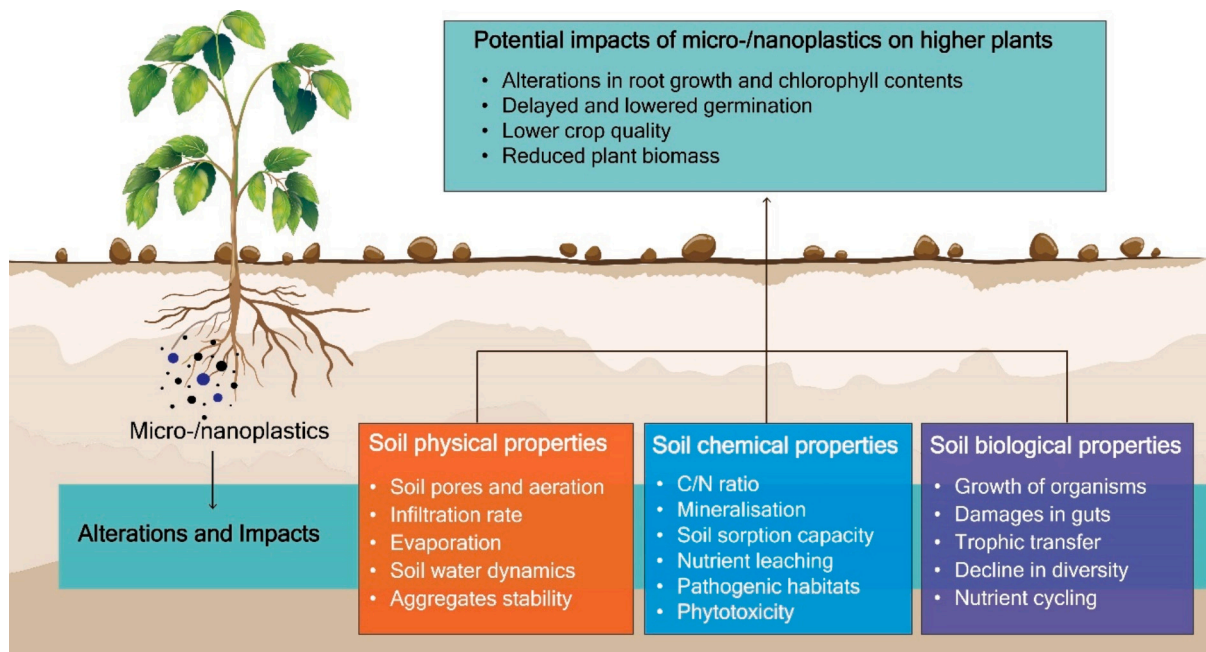 Potential impacts of micro-/nanoplastics on higher plants
• Alterations in root growth and chlorophyll contents
• Delayed and lowered germination
• Lower crop quality
• Reduced plant biomass
Micro-/nanoplastics
Alterations and Impacts
Soil physical properties
• Soil pores and aeration
• Infiltration rate
• Evaporation
• Soil water dynamics
• Aggregates stability
Soil chemical properties
• C/N ratio
• Mineralisation
• Soil sorption capacity
• Nutrient leaching
• Pathogenic habitats
• Phytotoxicity
Soil biological properties
• Growth of organisms
• Damages in guts
• Trophic transfer
• Decline in diversity
• Nutrient cycling